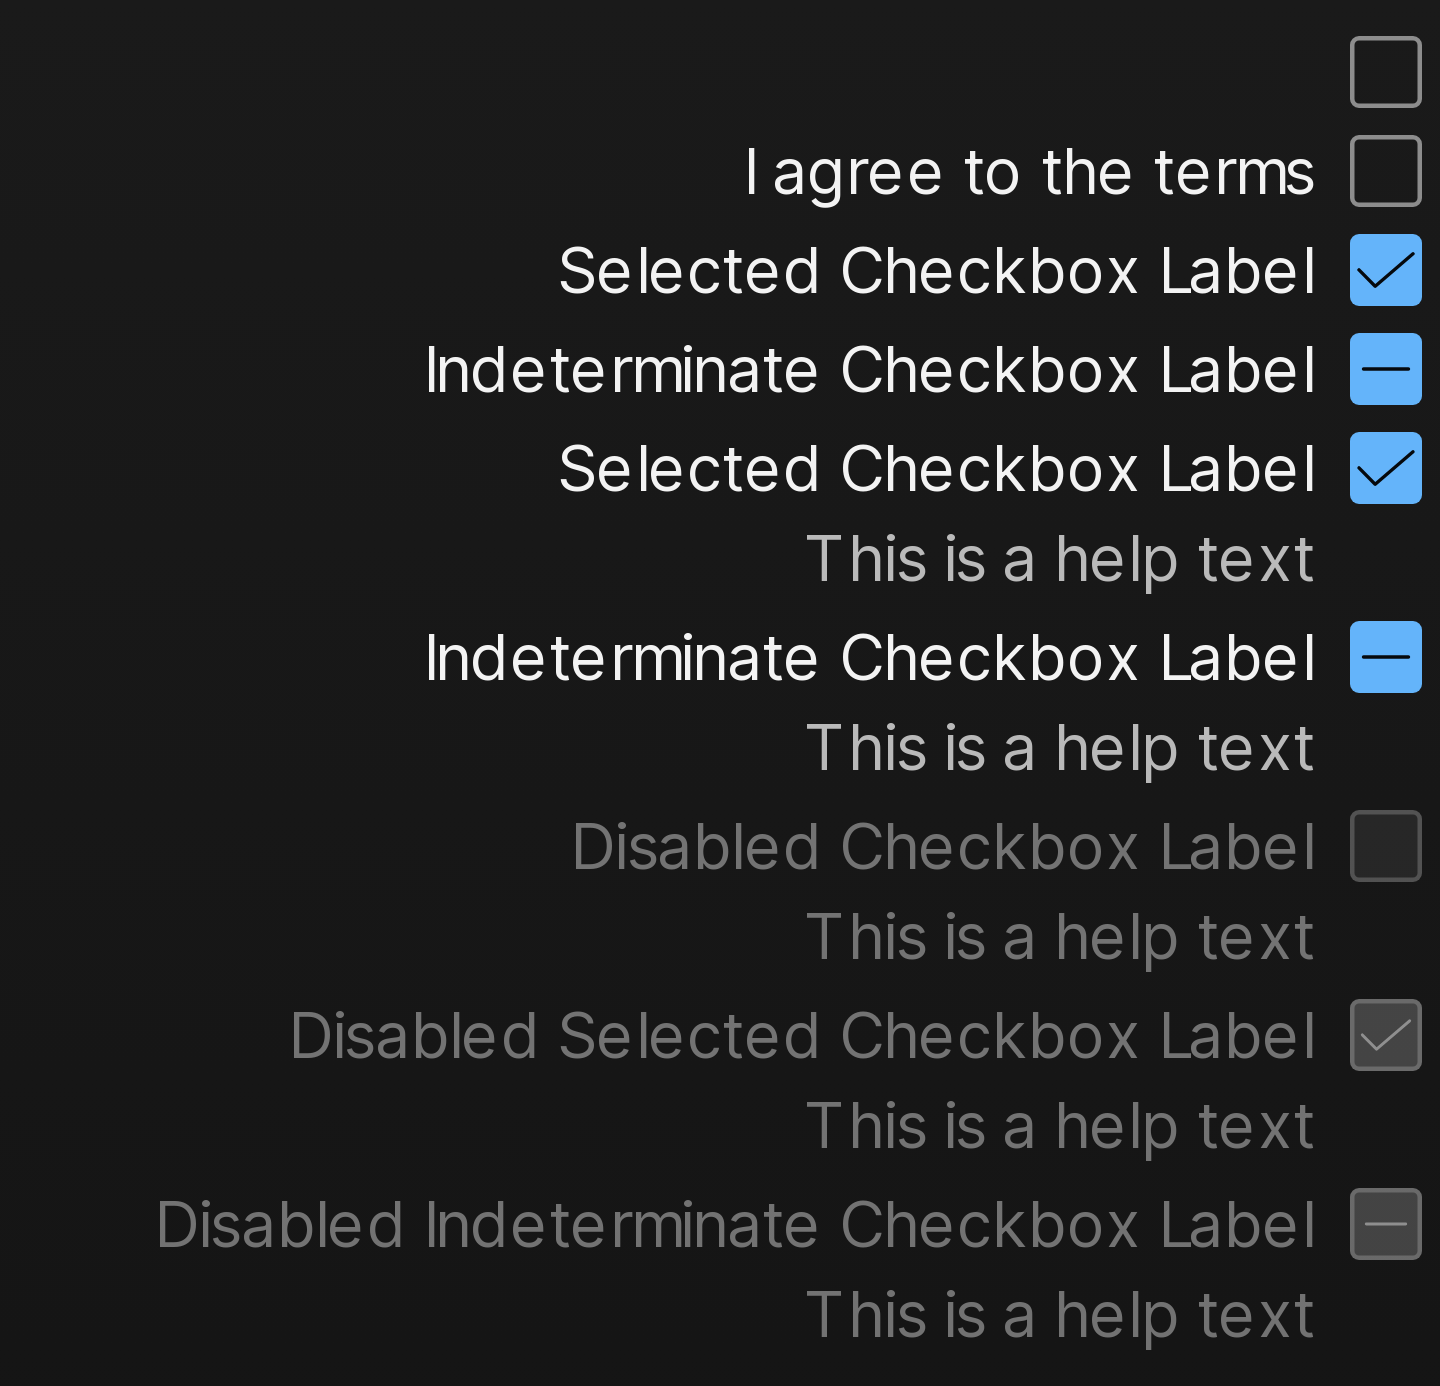 I agree to the terms
Selected Checkbox Label
Indeterminate Checkbox Label
Selected Checkbox Label
This is a help text
Indeterminate Checkbox Label
This is a help text
Disabled Checkbox Label
This is a help text
Disabled Selected Checkbox Label
This is a help text
Disabled Indeterminate Checkbox Label
This is a help text